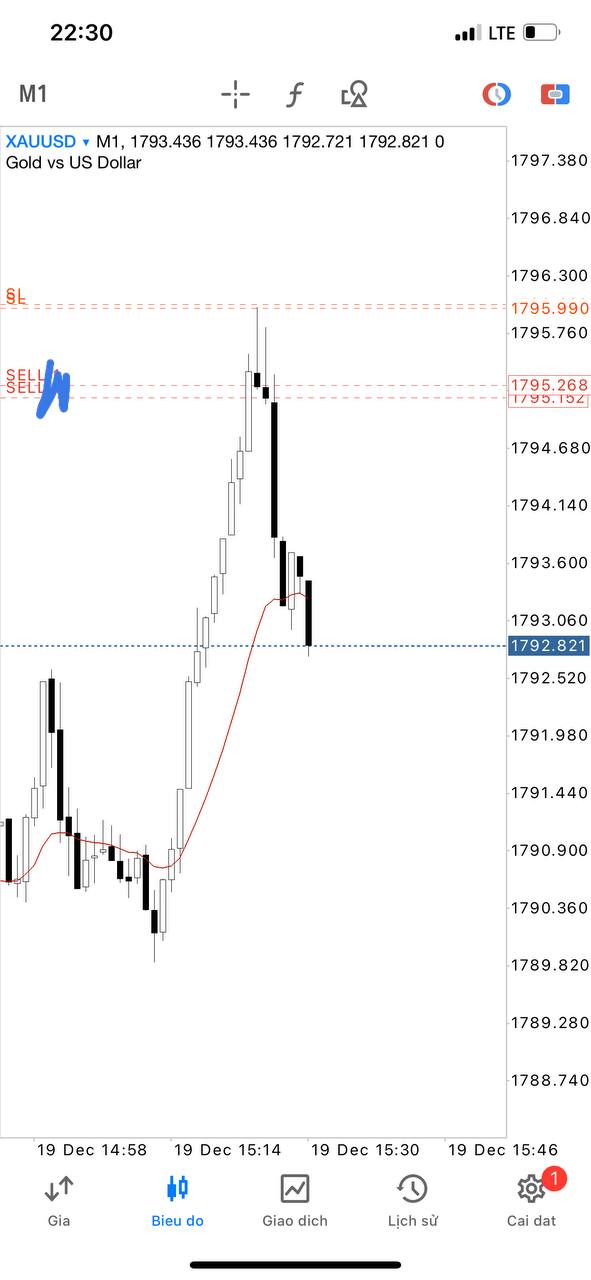 22:30
LTE
M1
XAUUSD M1, 1793.436 1793.436 1792.721 1792.821 0
Gold vs US Dollar
1797.380
1796.840
1796.300
SL
SL
1795.990
1795.760
SELL
1795.268
SELL
1795.152
1794.680
1794.140
1793.600
1793.060
1792.821
1792.520
1791.980
1791.440
1790.900
1790.360
1789.820
1789.280
1788.740
19 Dec 14:58
19 Dec 15:14
19 Dec 15:30
19 Dec 15:46
1
Gia
Bieu do
Giao dich
Lịch sử
Cai dat